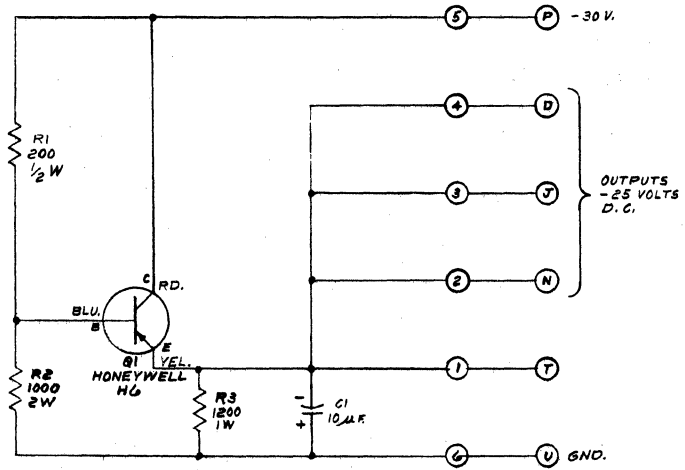 5 P -30 V.
4 D
R1
200
1/2 W
3 J
OUTPUTS
-25 VOLTS
D.C.
C RD.
2 N
BLU.
B
E
Q1 YEL.
HONEYWELL
H6
1 T
R2
1000
2W
R3
1200
1W
-
C1
10 µF.
+
6 U GND.